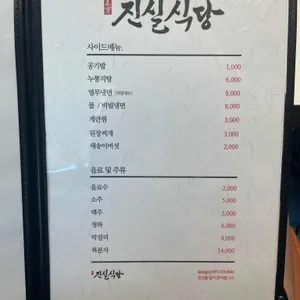 진실식당
사이드메뉴.
공기밥 1,000
누룽지탕 6,000
열무냉면 8,000
물 / 비빔냉면 8,000
계란찜 3,000
된장찌개 3,000
새송이버섯 2,000
음료 및 주류
음료수 2,000
소주 5,000
맥주 5,000
청하 6,000
막걸리 4,000
복분자 14,000
진실식당